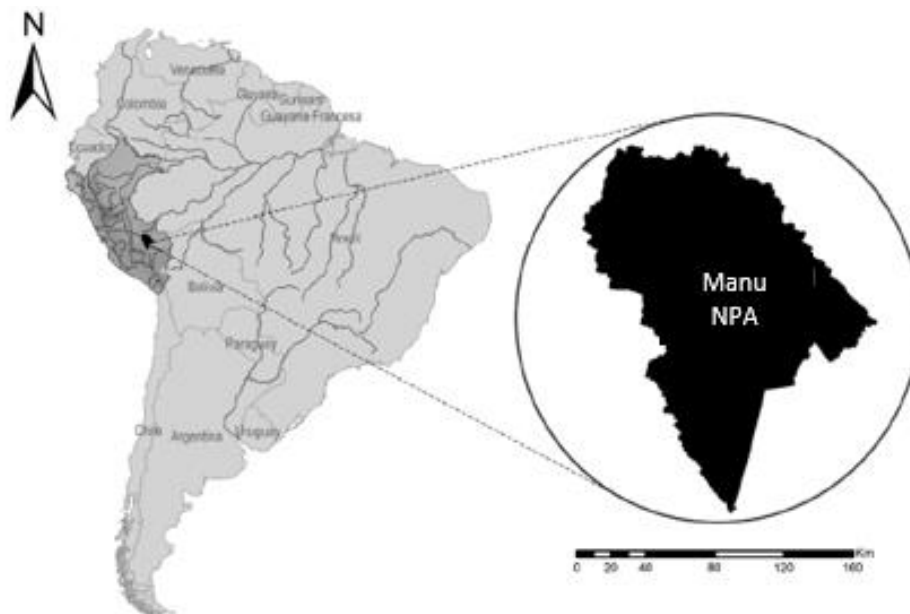 N
Venezuela
Colombia
Guyana
Surinam
Guayana Francesa
Ecuador
Brasil
Bolivia
Paraguay
Chile
Argentina
Uruguay
Manu
NPA
Km
0 20 40 80 120 160